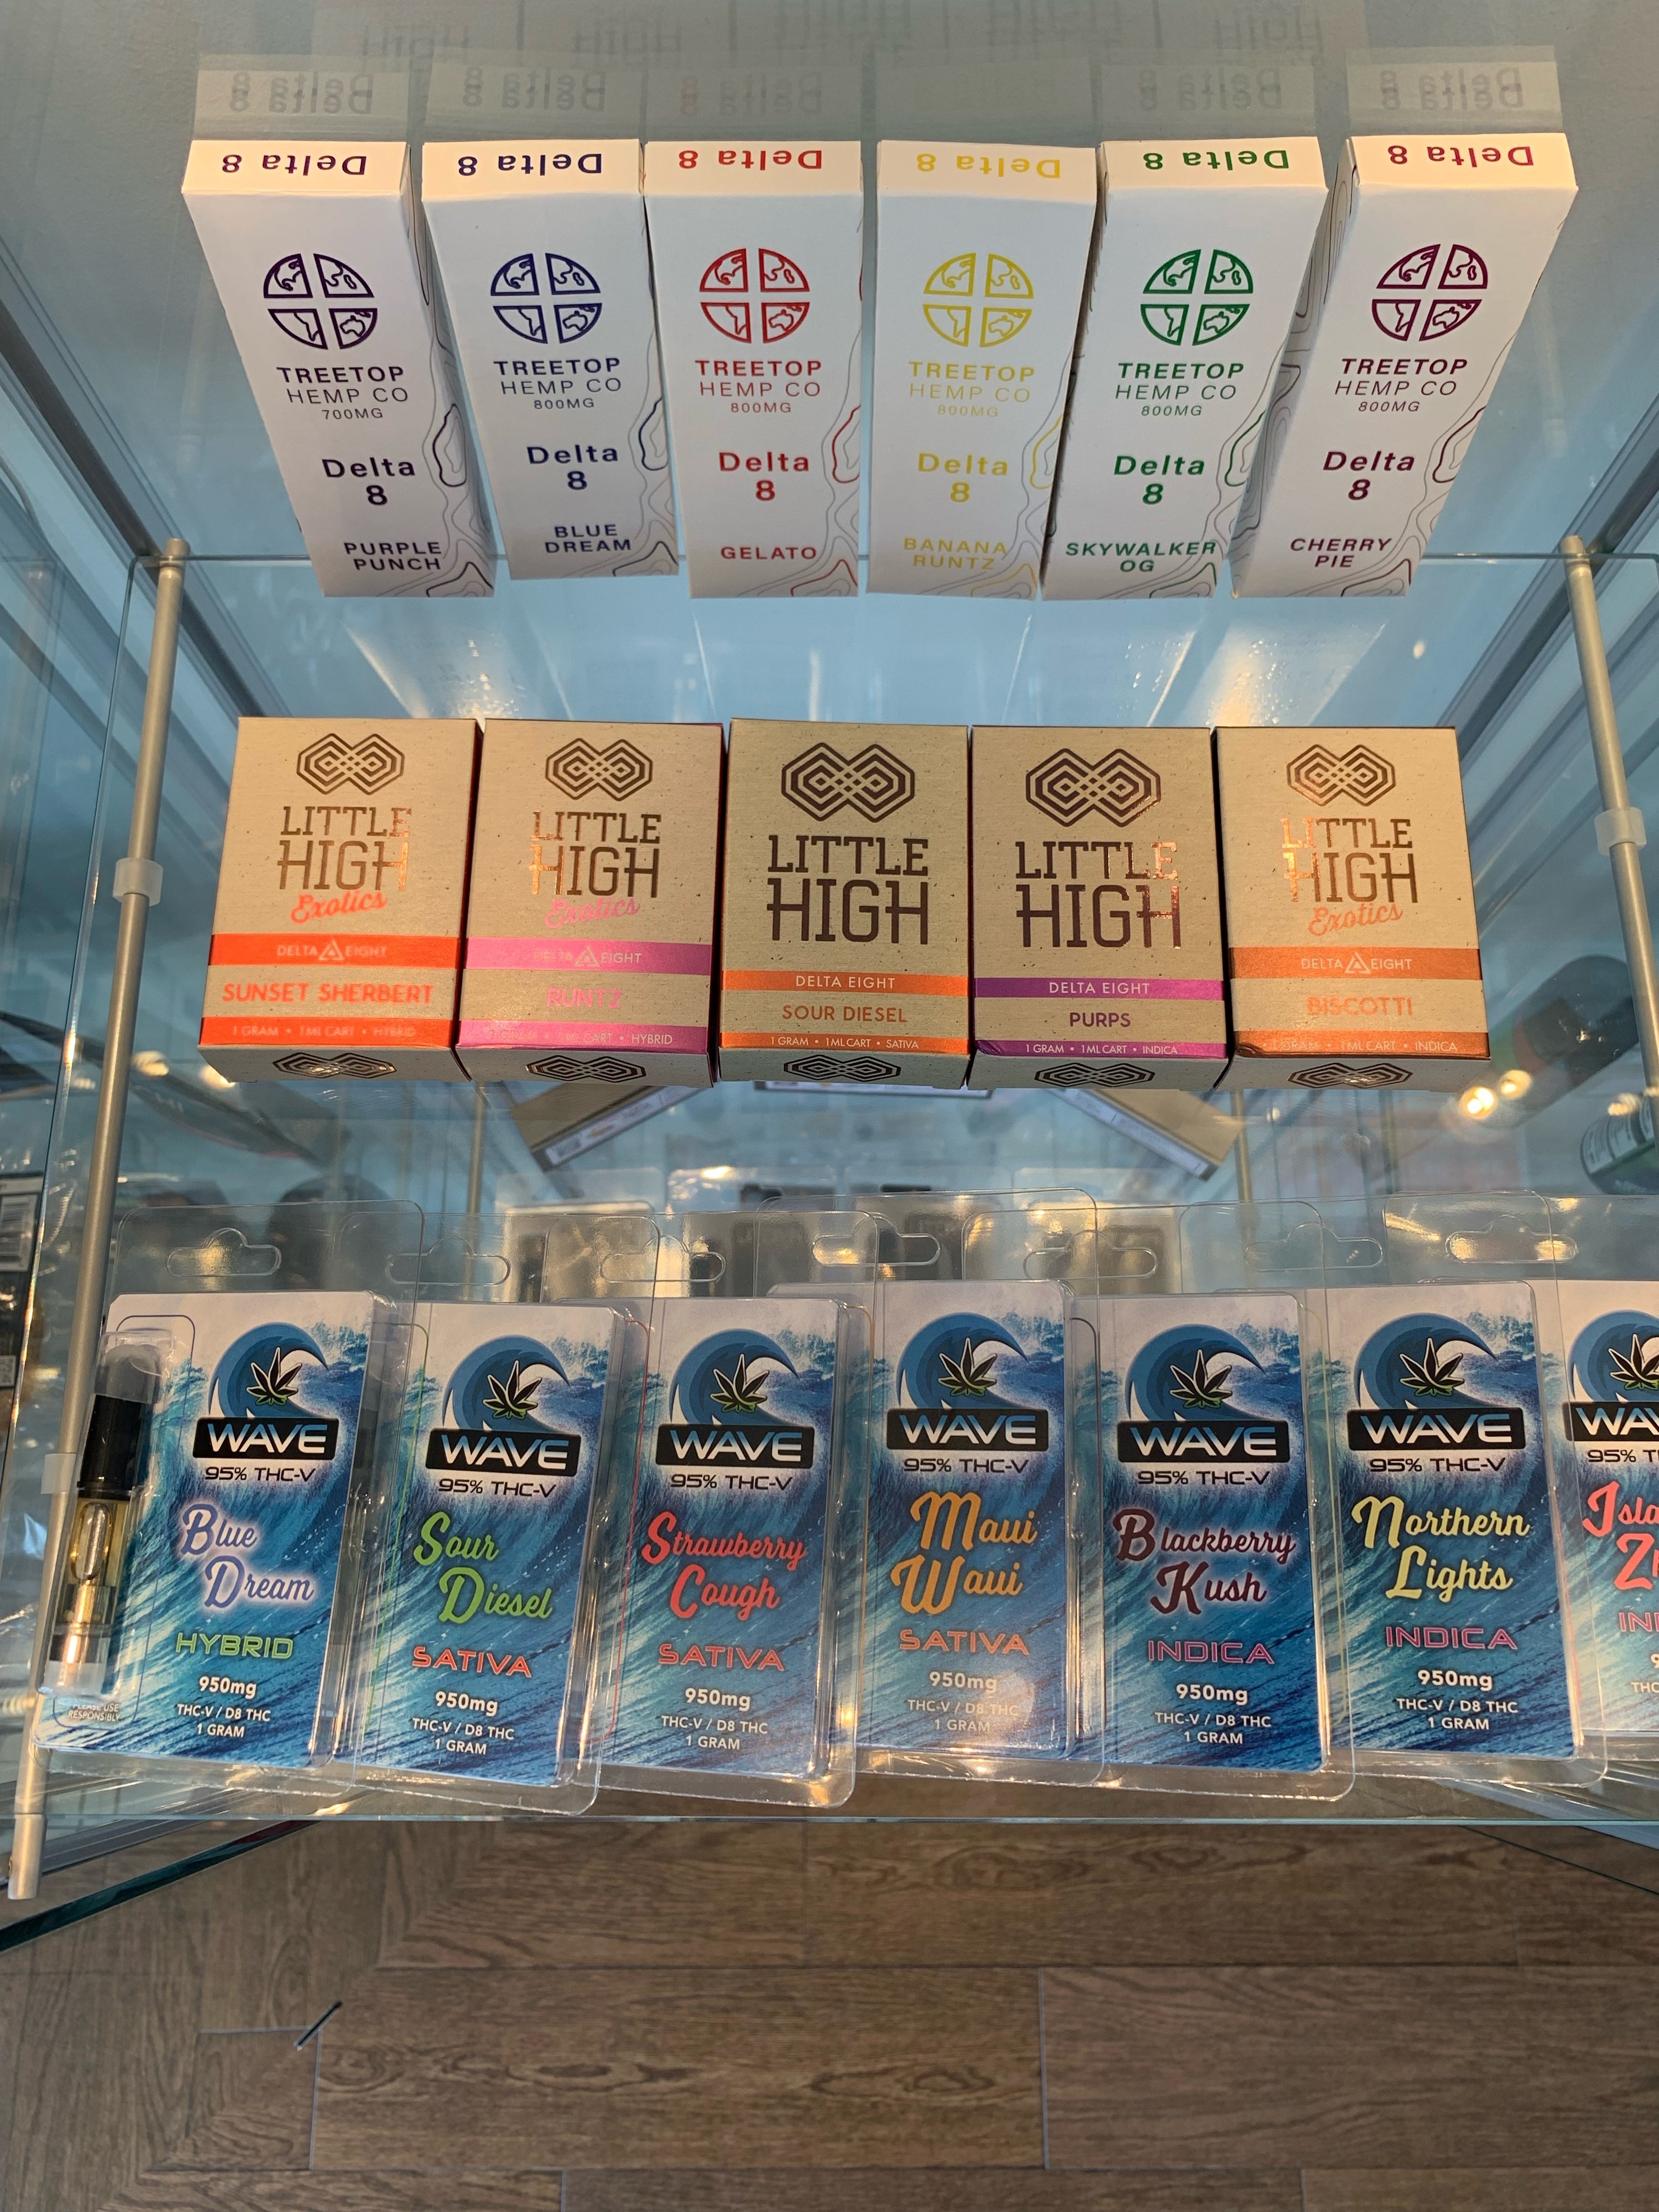 Delta 8
TREETOP
HEMP CO
700MG
Delta
8
PURPLE
PUNCH
Delta 8
TREETOP
HEMP CO
800MG
Delta
8
BLUE
DREAM
Delta 8
TREETOP
HEMP CO
800MG
Delta
8
GELATO
Delta 8
TREETOP
HEMP CO
800MG
Delta
8
BANANA
RUNTZ
Delta 8
TREETOP
HEMP CO
800MG
Delta
8
SKYWALKER
OG
Delta 8
TREETOP
HEMP CO
800MG
Delta
8
CHERRY
PIE
LITTLE
HIGH
Exotics
DELTA EIGHT
SUNSET SHERBERT
1 GRAM • 1ML CART • HYBRID
LITTLE
HIGH
Exotics
DELTA EIGHT
RUNTZ
1 GRAM • 1ML CART • HYBRID
LITTLE
HIGH
DELTA EIGHT
SOUR DIESEL
1 GRAM • 1ML CART • SATIVA
LITTLE
HIGH
DELTA EIGHT
PURPS
1 GRAM • 1ML CART • INDICA
LITTLE
HIGH
Exotics
DELTA EIGHT
BISCOTTI
1 GRAM • 1ML CART • INDICA
WAVE
95% THC-V
Blue
Dream
HYBRID
950mg
THC-V / D8 THC
1 GRAM
PLEASE USE
RESPONSIBLY
WAVE
95% THC-V
Sour
Diesel
SATIVA
950mg
THC-V / D8 THC
1 GRAM
WAVE
95% THC-V
Strawberry
Cough
SATIVA
950mg
THC-V / D8 THC
1 GRAM
WAVE
95% THC-V
Maui
Waui
SATIVA
950mg
THC-V / D8 THC
1 GRAM
WAVE
95% THC-V
Blackberry
Kush
INDICA
950mg
THC-V / D8 THC
1 GRAM
WAVE
95% THC-V
Northern
Lights
INDICA
950mg
THC-V / D8 THC
1 GRAM